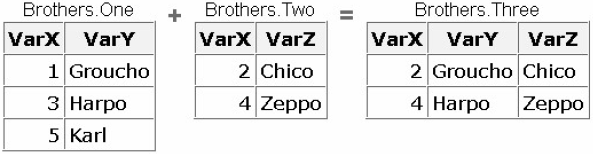 Brothers.One + Brothers.Two = Brothers.Three
VarX VarY VarX VarZ VarX VarY VarZ
1 Groucho 2 Chico 2 Groucho Chico
3 Harpo 4 Zeppo 4 Harpo Zeppo
5 Karl